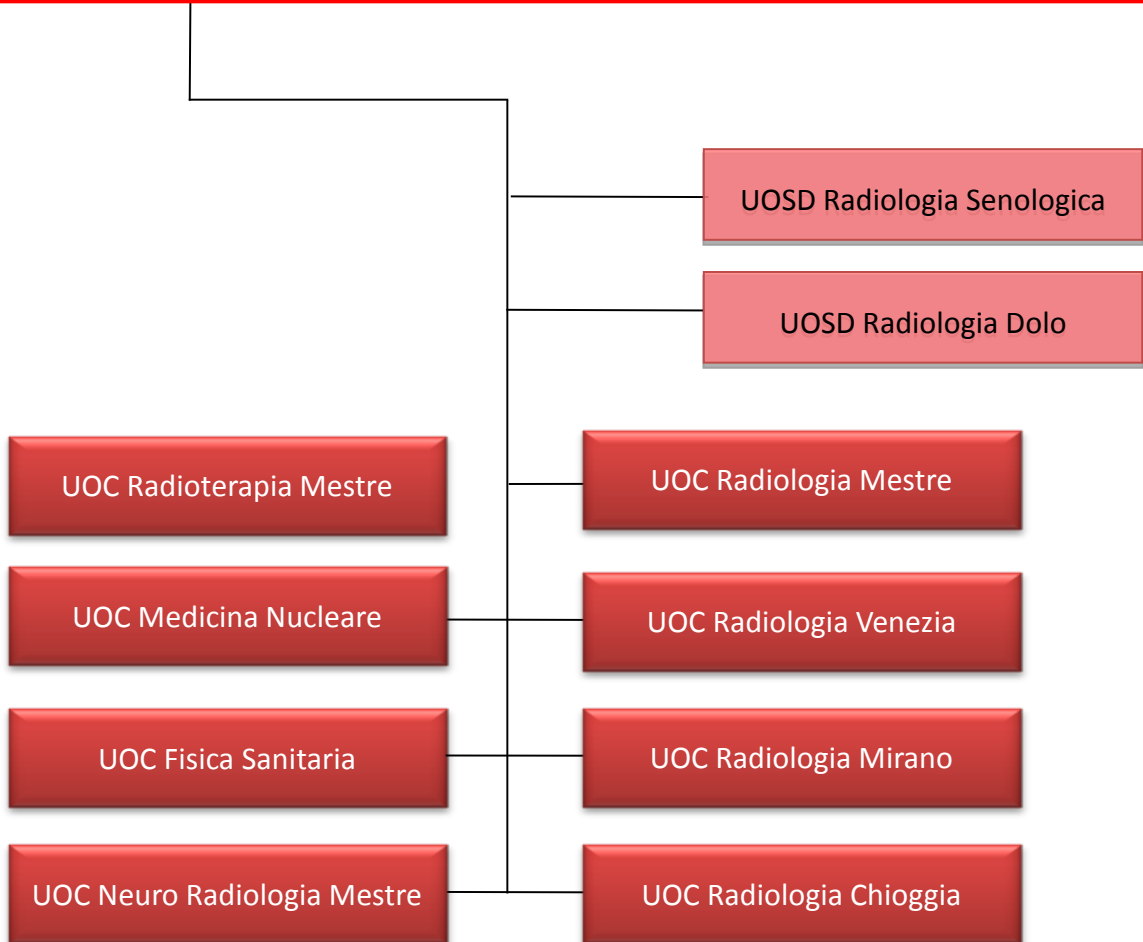 UOSD Radiologia Senologica
UOSD Radiologia Dolo
UOC Radioterapia Mestre
UOC Radiologia Mestre
UOC Medicina Nucleare
UOC Radiologia Venezia
UOC Fisica Sanitaria
UOC Radiologia Mirano
UOC Neuro Radiologia Mestre
UOC Radiologia Chioggia